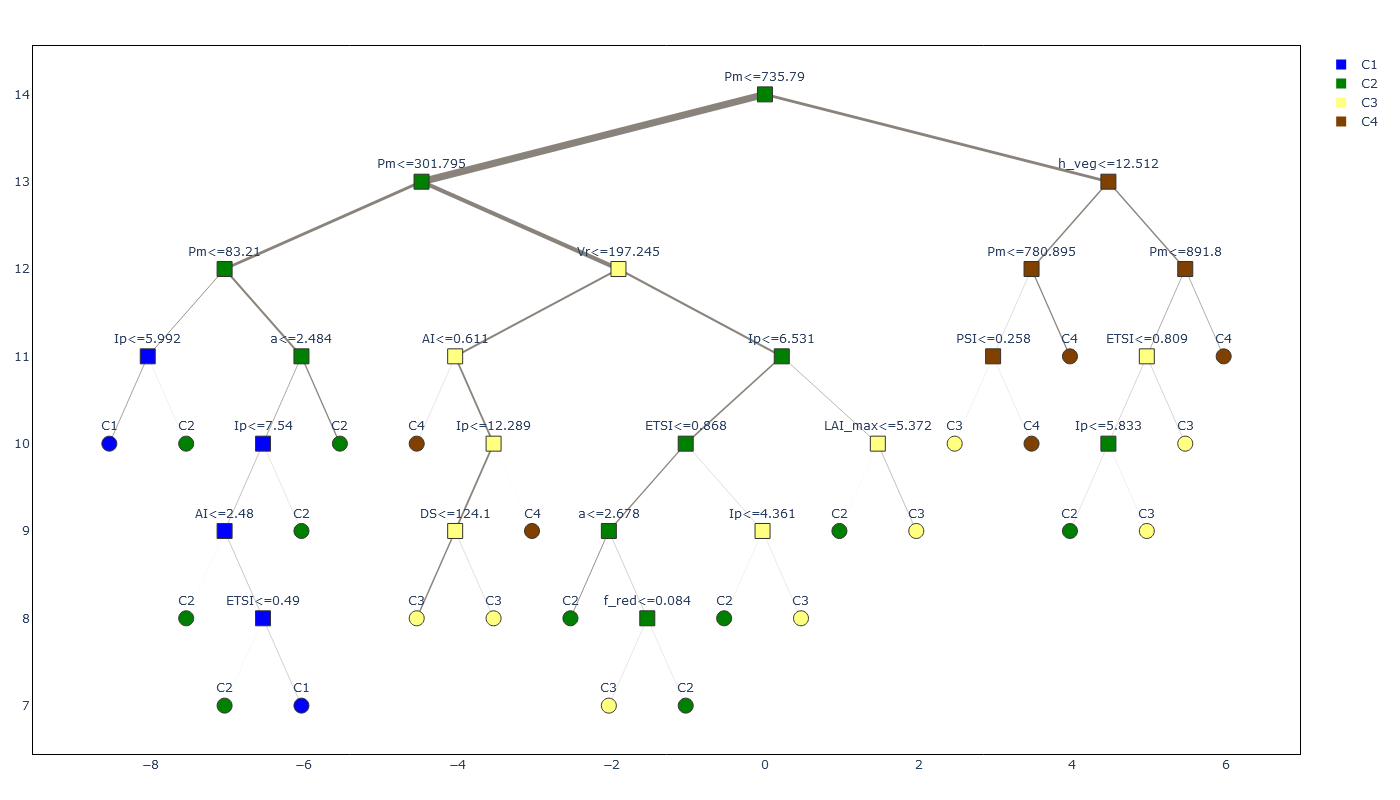 Pm<=735.79
C1
C2
C3
C4
14
Pm<=301.795
h_veg<=12.512
13
Pm<=83.21
Vr<=197.245
Pm<=780.895
Pm<=891.8
12
Ip<=5.992
a<=2.484
AI<=0.611
Ip<=6.531
PSI<=0.258
C4
ETSI<=0.809
C4
11
C1
C2
Ip<=7.54
C2
C4
Ip<=12.289
ETSI<=0.868
LAI_max<=5.372
C3
C4
Ip<=5.833
C3
10
AI<=2.48
C2
DS<=124.1
C4
a<=2.678
Ip<=4.361
C2
C3
C2
C3
9
C2
ETSI<=0.49
C3
C3
C2
f_red<=0.084
C2
C3
8
C2
C1
C3
C2
7
−8
−6
−4
−2
0
2
4
6